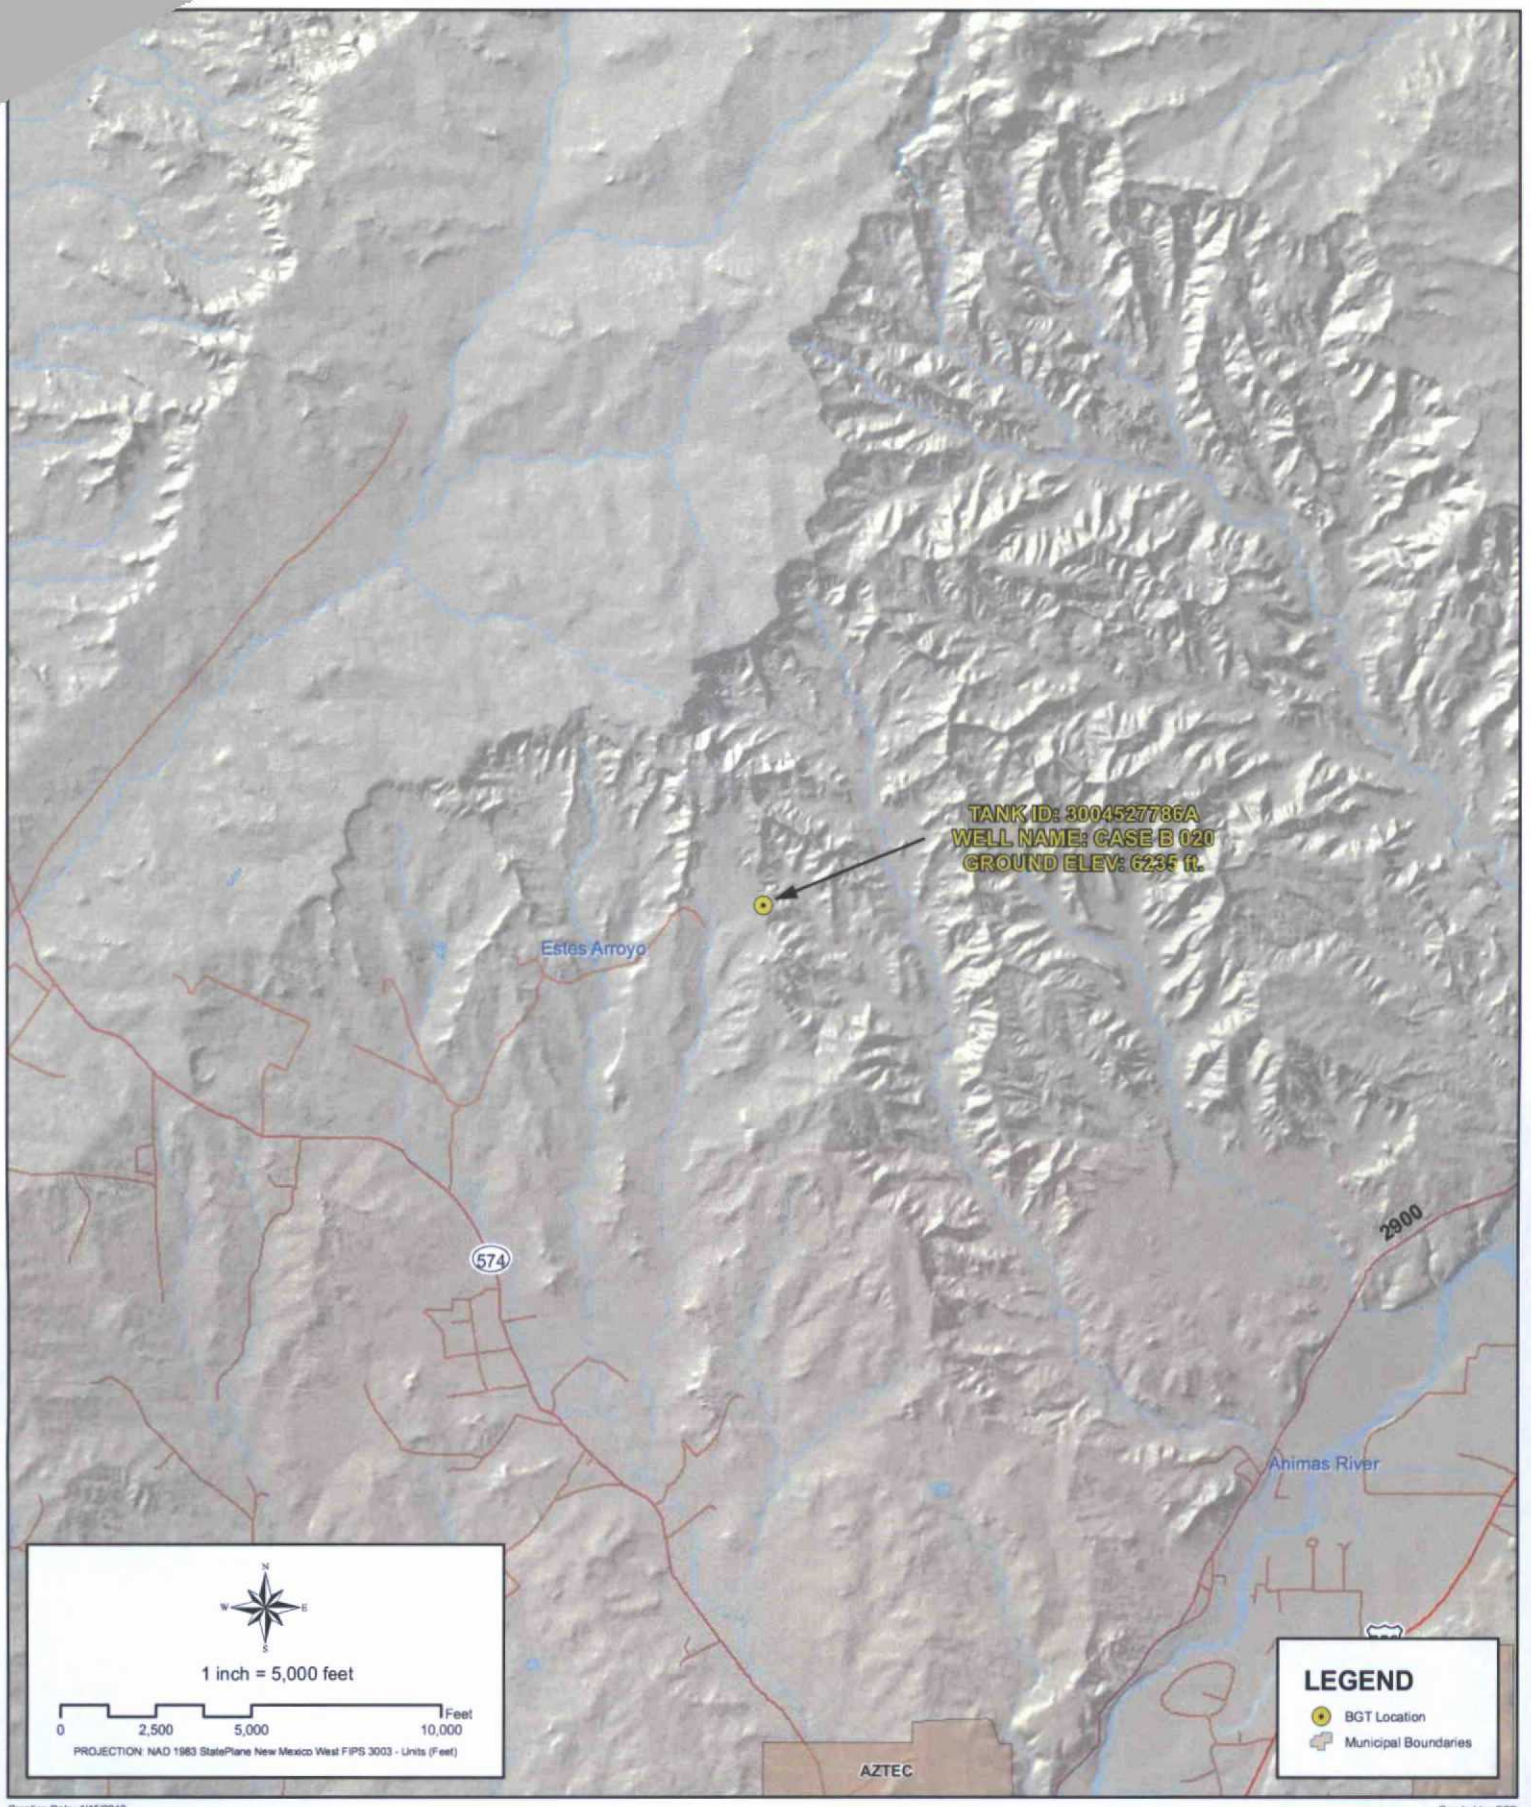 TANK ID: 3004527786A
WELL NAME: CASE B 020
GROUND ELEV: 6235 ft.
Estes Arroyo
2900
574
Animas River
N
W E
S
1 inch = 5,000 feet
Feet
0 2,500 5,000 10,000
PROJECTION: NAD 1983 StatePlane New Mexico West FIPS 3003 - Units (Feet)
AZTEC
LEGEND
BGT Location
Municipal Boundaries